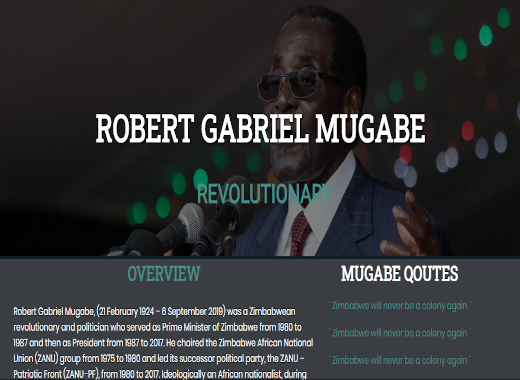 ROBERT GABRIEL MUGABE
REVOLUTIONARY
OVERVIEW
Robert Gabriel Mugabe, (21 February 1924 – 6 September 2019) was a Zimbabwean
revolutionary and politician who served as Prime Minister of Zimbabwe from 1980 to
1987 and then as President from 1987 to 2017. He chaired the Zimbabwe African National
Union (ZANU) group from 1975 to 1980 and led its successor political party, the ZANU –
Patriotic Front (ZANU–PF), from 1980 to 2017. Ideologically an African nationalist, during
MUGABE QOUTES
`Zimbabwe will never be a colony again`
`Zimbabwe will never be a colony again`
`Zimbabwe will never be a colony again`